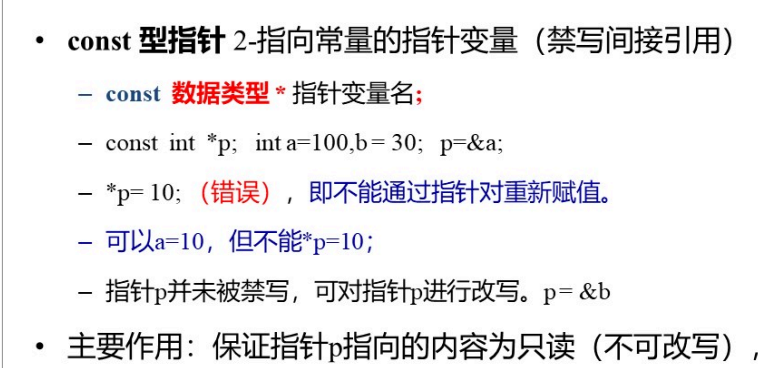 • const 型指针 2-指向常量的指针变量（禁写间接引用）
– const 数据类型 * 指针变量名;
– const int *p; int a=100,b = 30; p=&a;
– *p= 10; （错误），即不能通过指针对重新赋值。
– 可以a=10，但不能*p=10；
– 指针p并未被禁写，可对指针p进行改写。p= &b
• 主要作用：保证指针p指向的内容为只读（不可改写），